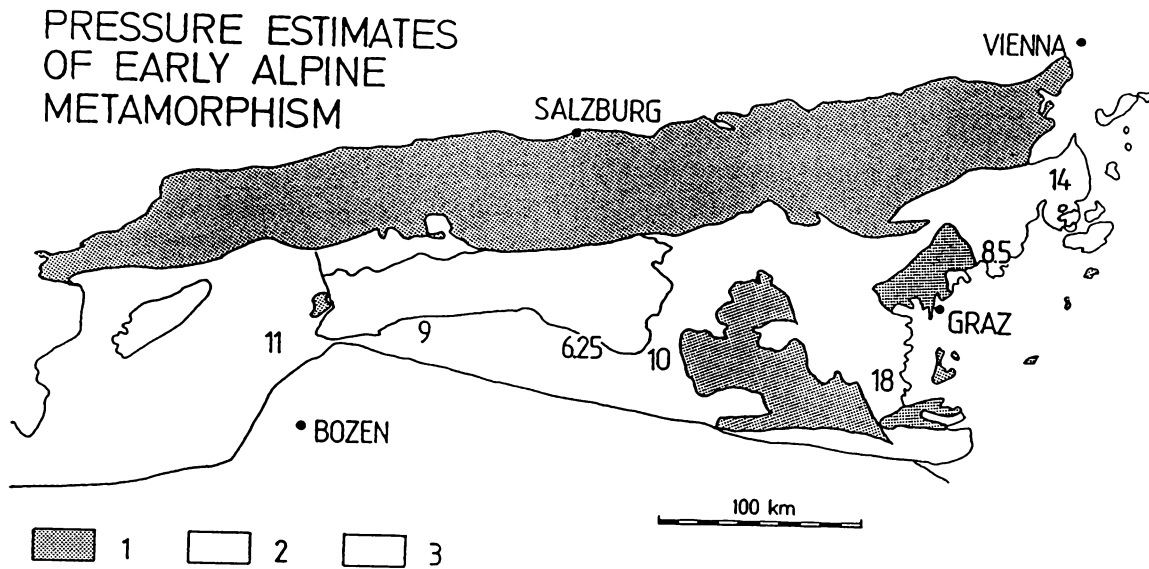 PRESSURE ESTIMATES
OF EARLY ALPINE
METAMORPHISM
VIENNA
SALZBURG
14
8.5
GRAZ
11
9
6.25
10
18
BOZEN
100 km
1
2
3